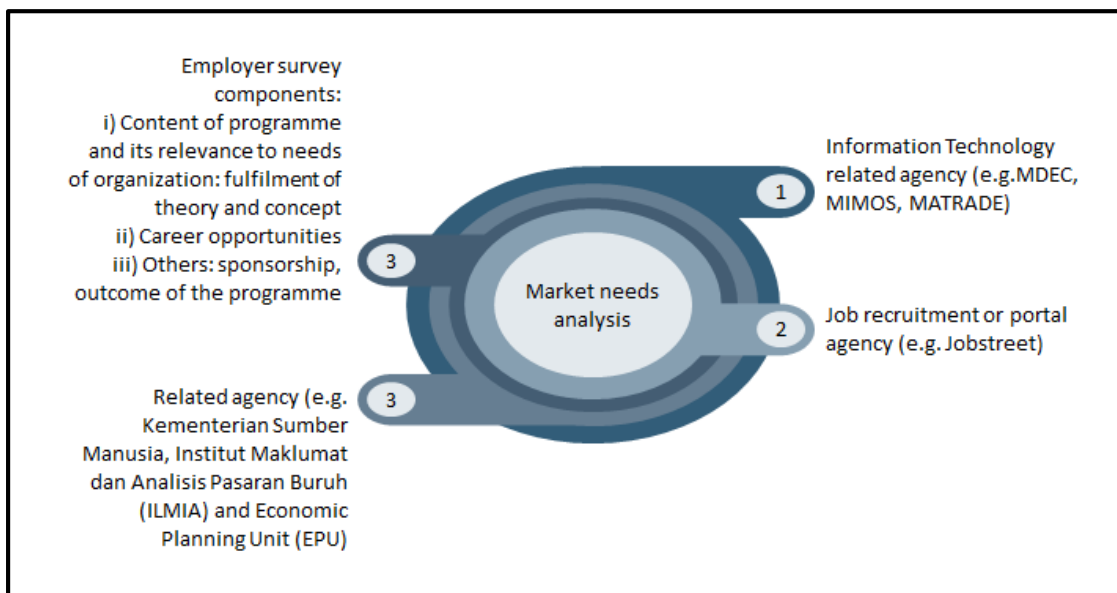 Employer survey
components:
i) Content of programme
and its relevance to needs
of organization: fulfilment of
theory and concept
ii) Career opportunities
iii) Others: sponsorship,
outcome of the programme
3
Related agency (e.g.
Kementerian Sumber
Manusia, Institut Maklumat
dan Analisis Pasaran Buruh
(ILMIA) and Economic
Planning Unit (EPU)
3
Market needs
analysis
1
Information Technology
related agency (e.g.MDEC,
MIMOS, MATRADE)
2
Job recruitment or portal
agency (e.g. Jobstreet)